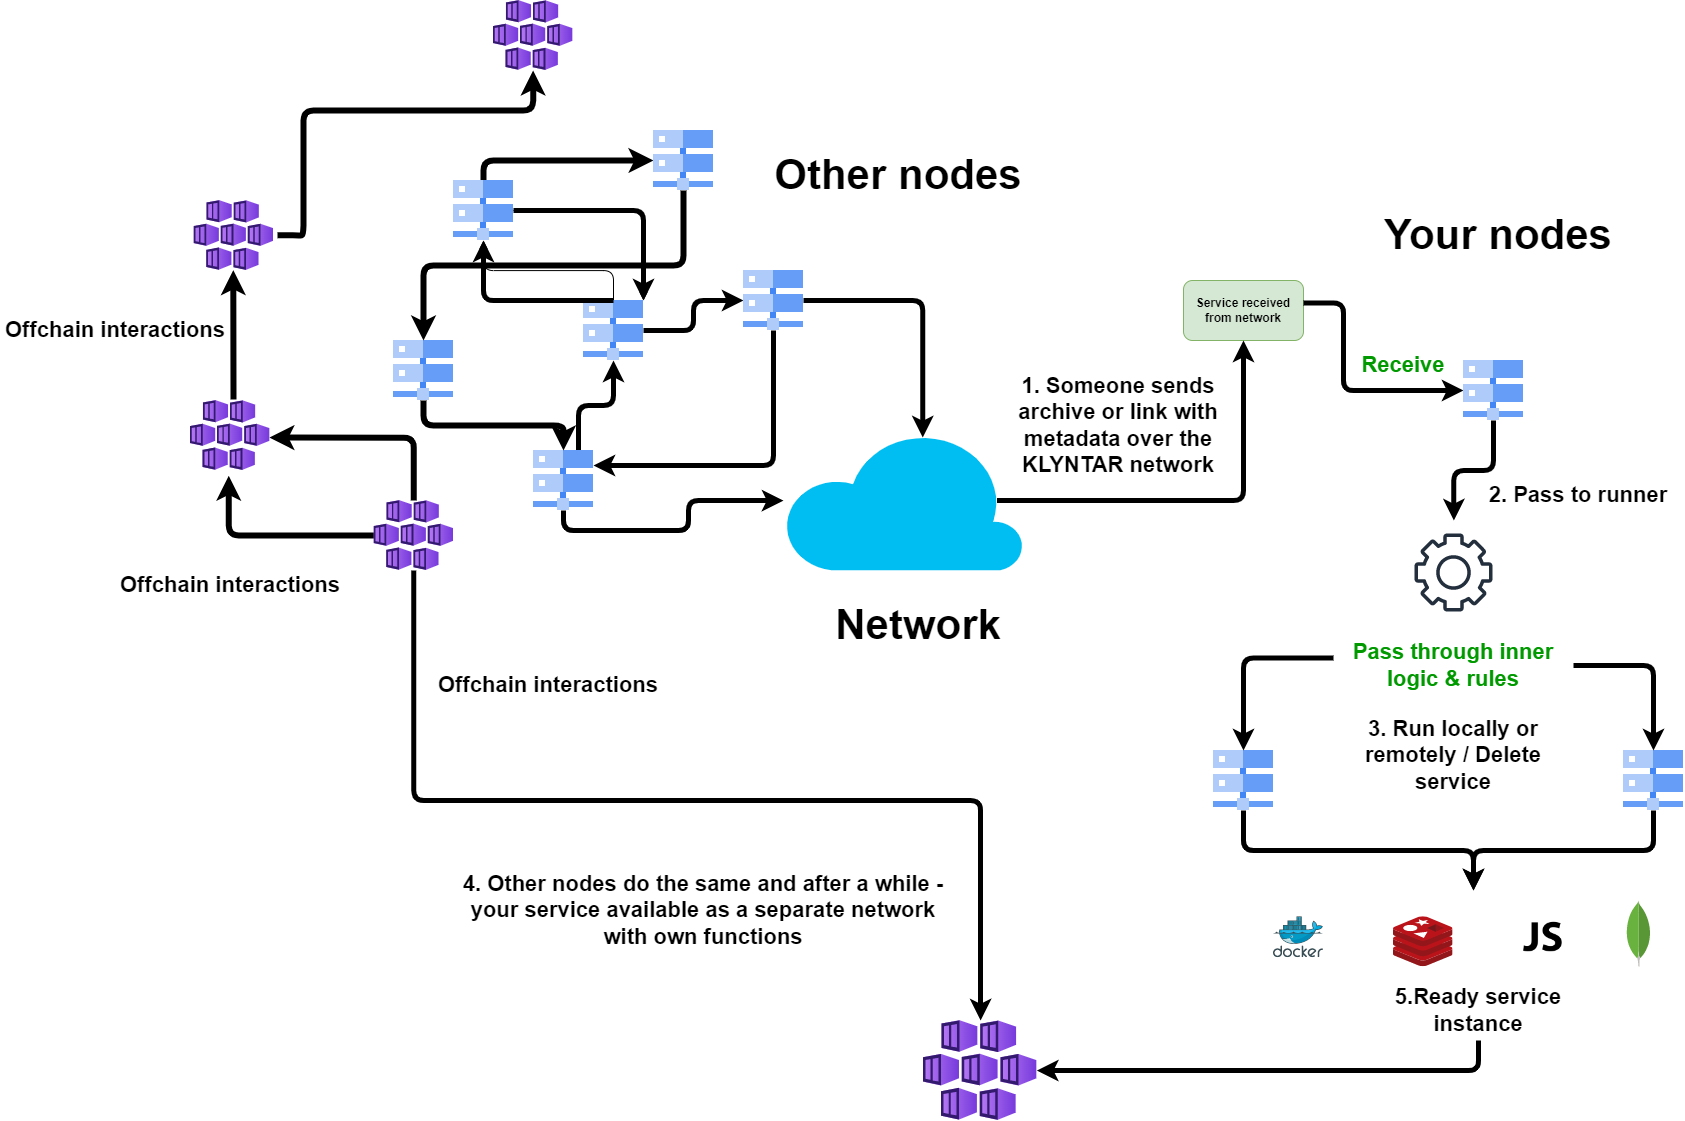 Other nodes
Your nodes
Service received
from network
Offchain interactions
Receive
1. Someone sends
archive or link with
metadata over the
KLYNTAR network
2. Pass to runner
Offchain interactions
Network
Pass through inner
logic & rules
Offchain interactions
3. Run locally or
remotely / Delete
service
4. Other nodes do the same and after a while -
your service available as a separate network
with own functions
docker
JS
5.Ready service
instance